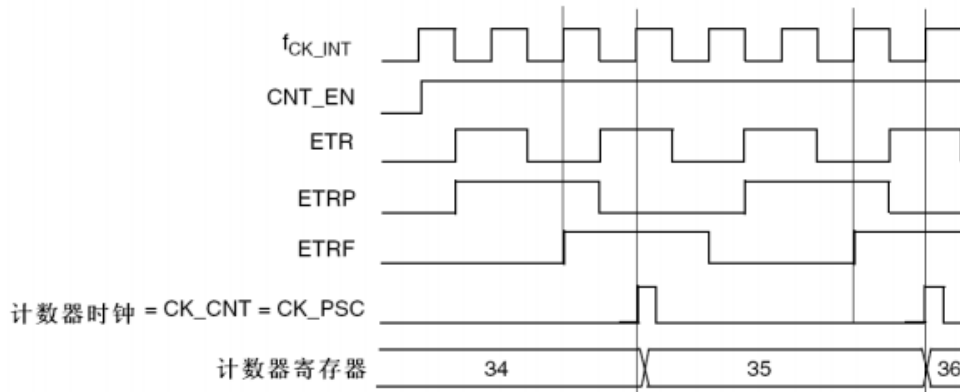 fCK_INT
CNT_EN
ETR
ETRP
ETRF
计数器时钟 = CK_CNT = CK_PSC
计数器寄存器 34 35 36